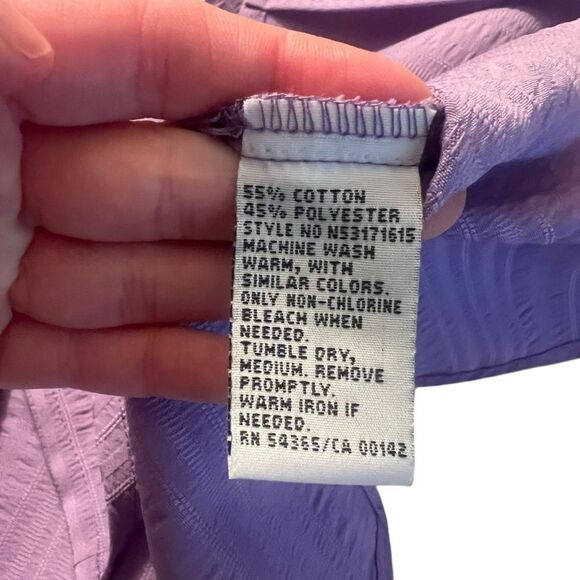 55% COTTON
45% POLYESTER
STYLE NO NS3171615
MACHINE WASH
WARM, WITH
SIMILAR COLORS.
ONLY NON-CHLORINE
BLEACH WHEN
NEEDED.
TUMBLE DRY,
MEDIUM. REMOVE
PROMPTLY.
WARM IRON IF
NEEDED.
RN 54365/CA 00142